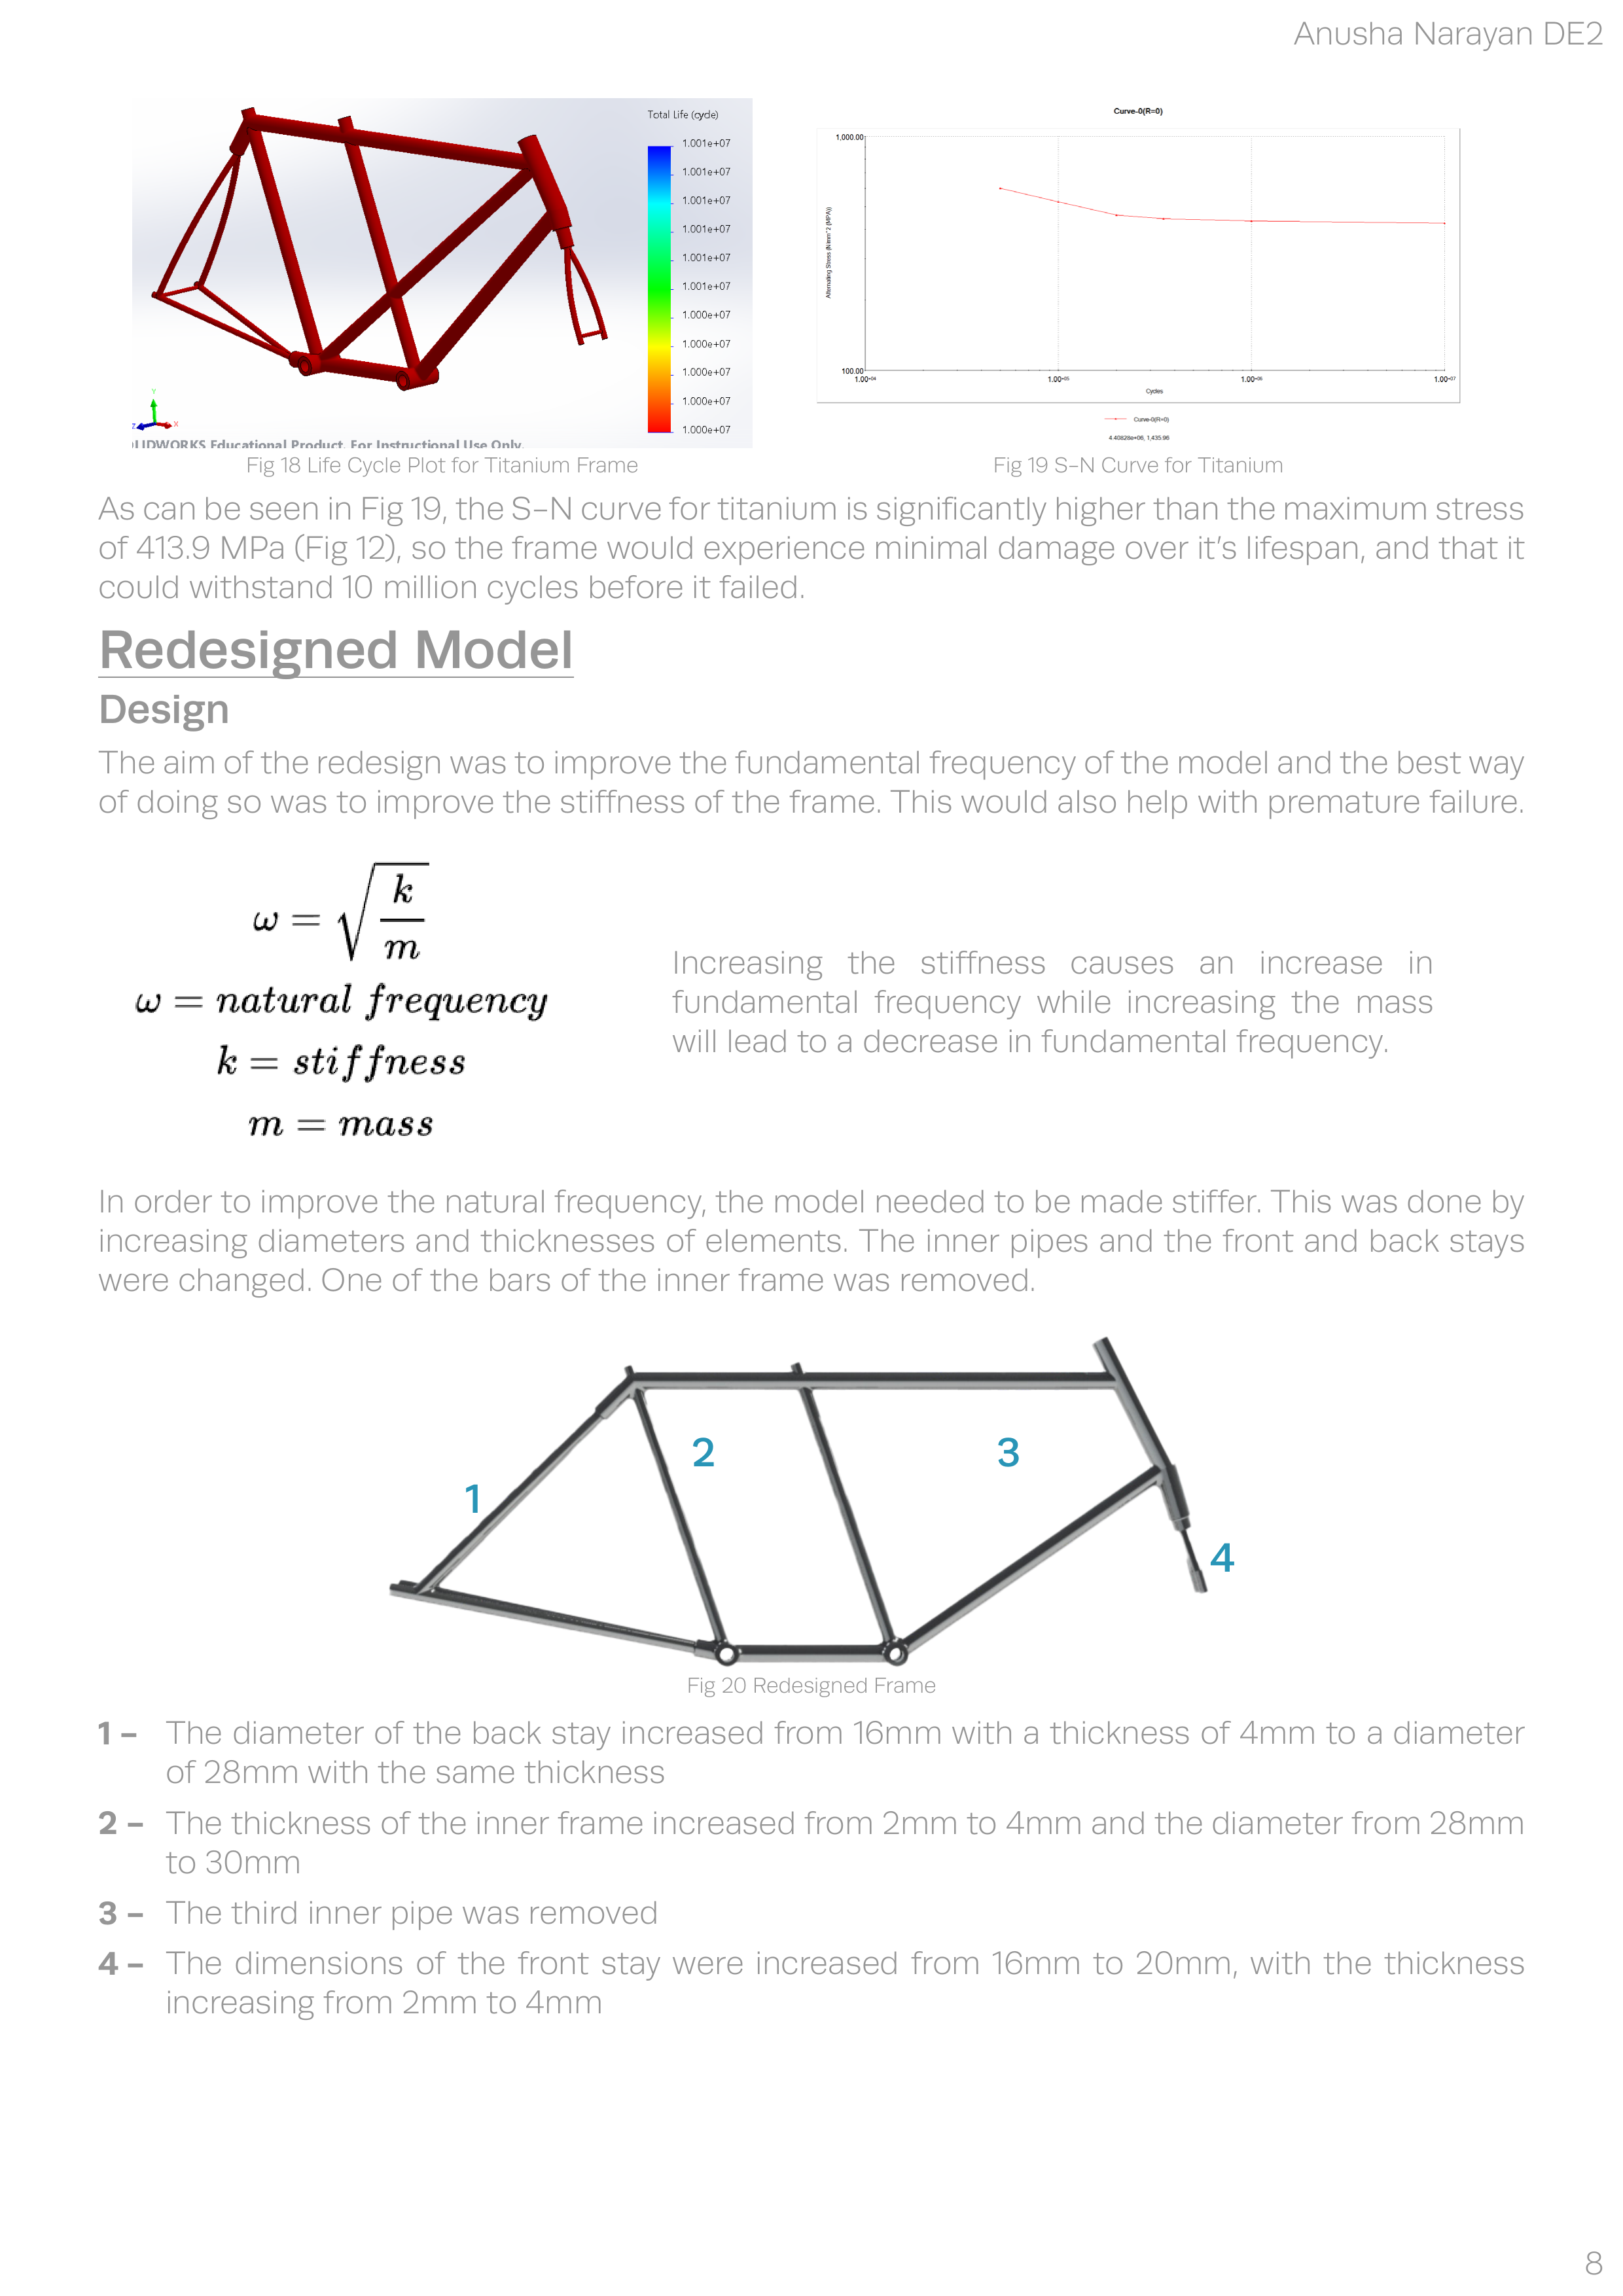 Anusha Narayan DE2
Total Life (cycle)
1.001e+07
1.001e+07
1.001e+07
1.001e+07
1.001e+07
1.001e+07
1.000e+07
1.000e+07
1.000e+07
1.000e+07
1.000e+07
Y
Z
X
SOLIDWORKS Educational Product. For Instructional Use Only.
Fig 18 Life Cycle Plot for Titanium Frame
Curve-0(R=0)
1,000.00
Alternating Stress (N/mm^2 (MPA))
100.00
1.00e+04
1.00e+05
1.00e+06
1.00e+07
Cycles
Curve-0(R=0)
4.40828e+06, 1,435.96
Fig 19 S-N Curve for Titanium
As can be seen in Fig 19, the S-N curve for titanium is significantly higher than the maximum stress
of 413.9 MPa (Fig 12), so the frame would experience minimal damage over it's lifespan, and that it
could withstand 10 million cycles before it failed.
Redesigned Model
Design
The aim of the redesign was to improve the fundamental frequency of the model and the best way
of doing so was to improve the stiffness of the frame. This would also help with premature failure.
ω = √(k/m)
ω = natural frequency
k = stiffness
m = mass
Increasing the stiffness causes an increase in
fundamental frequency while increasing the mass
will lead to a decrease in fundamental frequency.
In order to improve the natural frequency, the model needed to be made stiffer. This was done by
increasing diameters and thicknesses of elements. The inner pipes and the front and back stays
were changed. One of the bars of the inner frame was removed.
1
2
3
4
Fig 20 Redesigned Frame
1 - The diameter of the back stay increased from 16mm with a thickness of 4mm to a diameter
of 28mm with the same thickness
2 - The thickness of the inner frame increased from 2mm to 4mm and the diameter from 28mm
to 30mm
3 - The third inner pipe was removed
4 - The dimensions of the front stay were increased from 16mm to 20mm, with the thickness
increasing from 2mm to 4mm
8